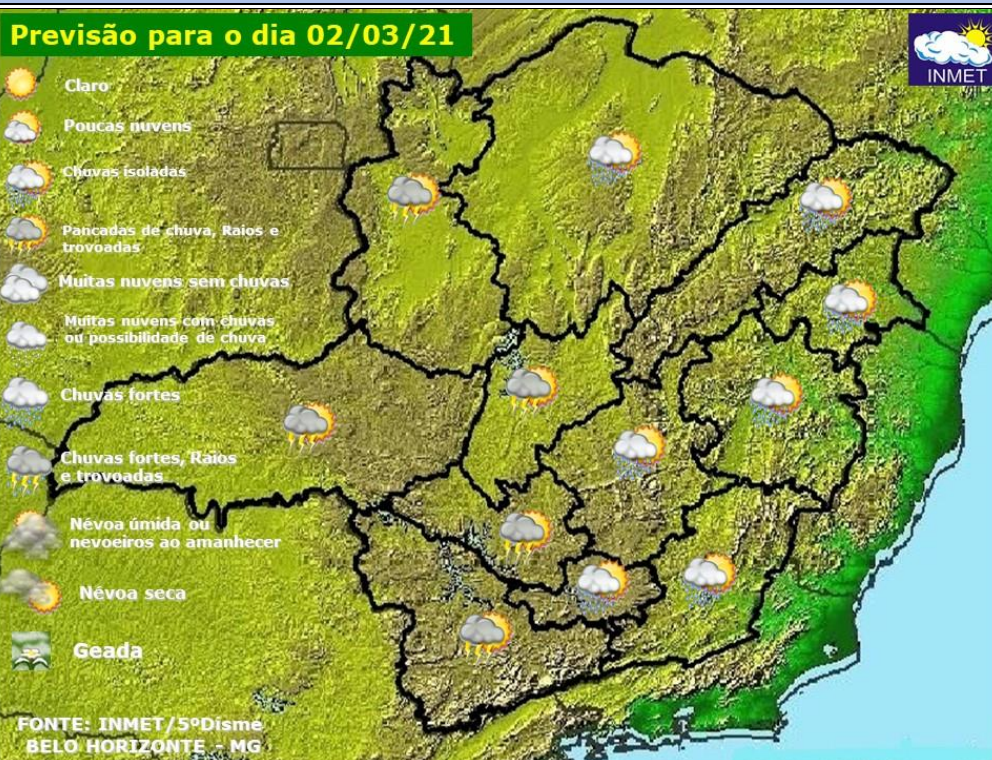 Previsão para o dia 02/03/21
INMET
Claro
Poucas nuvens
Chuvas isoladas
Pancadas de chuva, Raios e
trovoadas
Muitas nuvens sem chuvas
Muitas nuvens com chuvas
ou possibilidade de chuva
Chuvas fortes
Chuvas fortes, Raios
e trovoadas
Névoa úmida ou
nevoeiros ao amanhecer
Névoa seca
Geada
FONTE: INMET/5ºDisme
BELO HORIZONTE - MG